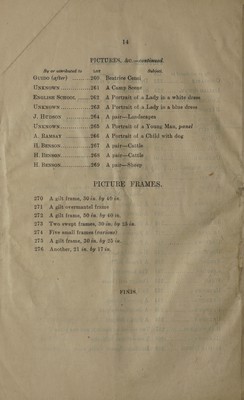 14
PICTURES, &c.—continued.
By or attributed to LOT Subject.
GUIDO (after) 260 Beatrice Cenci
UNKNOWN 261 A Camp Scene
ENGLISH SCHOOL 262 A Portrait of a Lady in a white dress
UNKNOWN 263 A Portrait of a Lady in a blue dress
J. HUDSON 264 A pair—Landscapes
UNKNOWN 265 A Portrait of a Young Man, panel
A. RAMSAY 266 A Portrait of a Child with dog
H. BENSON 267 A pair—Cattle
H. BENSON 268 A pair—Cattle
H. BENSON 269 A pair—Sheep
PICTURE FRAMES.
270 A gilt frame, 30 in. by 40 in.
271 A gilt overmantel frame
272 A gilt frame, 50 in. by 40 in.
273 Two swept frames, 30 in. by 25 in.
274 Five small frames (various)
275 A gilt frame, 30 in. by 25 in.
276 Another, 21 in. by 17 in.
FINIS.